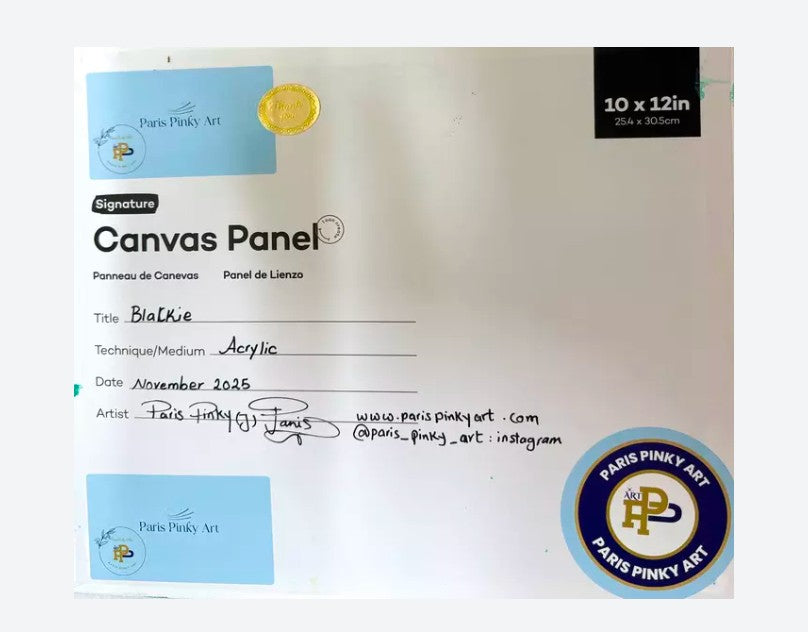 Paris Pinky Art
10 x 12in
25.4 x 30.5cm
Signature
Canvas Panel
Panneau de Canevas Panel de Lienzo
Title Blackie
Technique/Medium Acrylic
Date November 2025
Artist Paris Pinky (J) Janis
www.parispinkyart.com
@paris_pinky_art : instagram
Paris Pinky Art
PARIS PINKY ART
ART
PARIS PINKY ART